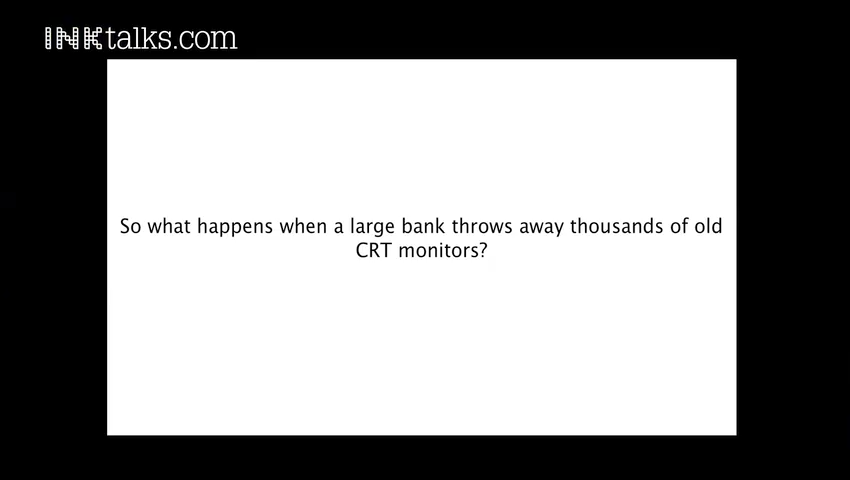 INKtalks.com
So what happens when a large bank throws away thousands of old
CRT monitors?